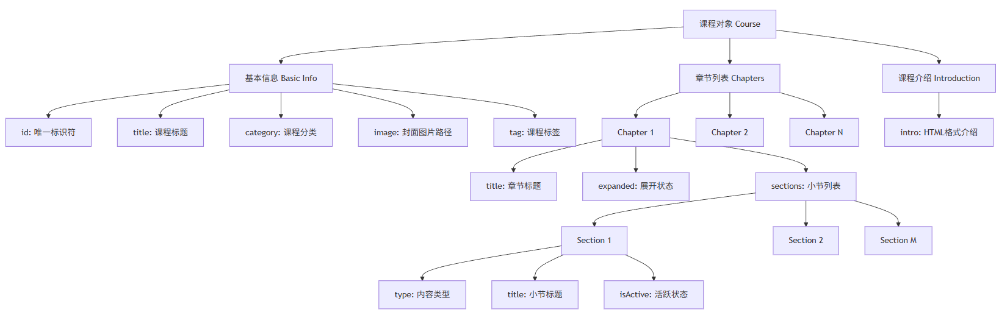 课程对象 Course
基本信息 Basic Info
章节列表 Chapters
课程介绍 Introduction
id: 唯一标识符
title: 课程标题
category: 课程分类
image: 封面图片路径
tag: 课程标签
Chapter 1
Chapter 2
Chapter N
intro: HTML格式介绍
title: 章节标题
expanded: 展开状态
sections: 小节列表
Section 1
Section 2
Section M
type: 内容类型
title: 小节标题
isActive: 活跃状态